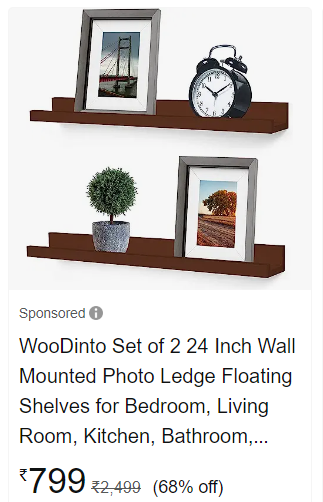 Sponsored
WooDinto Set of 2 24 Inch Wall
Mounted Photo Ledge Floating
Shelves for Bedroom, Living
Room, Kitchen, Bathroom,...
₹799 ₹2,499 (68% off)